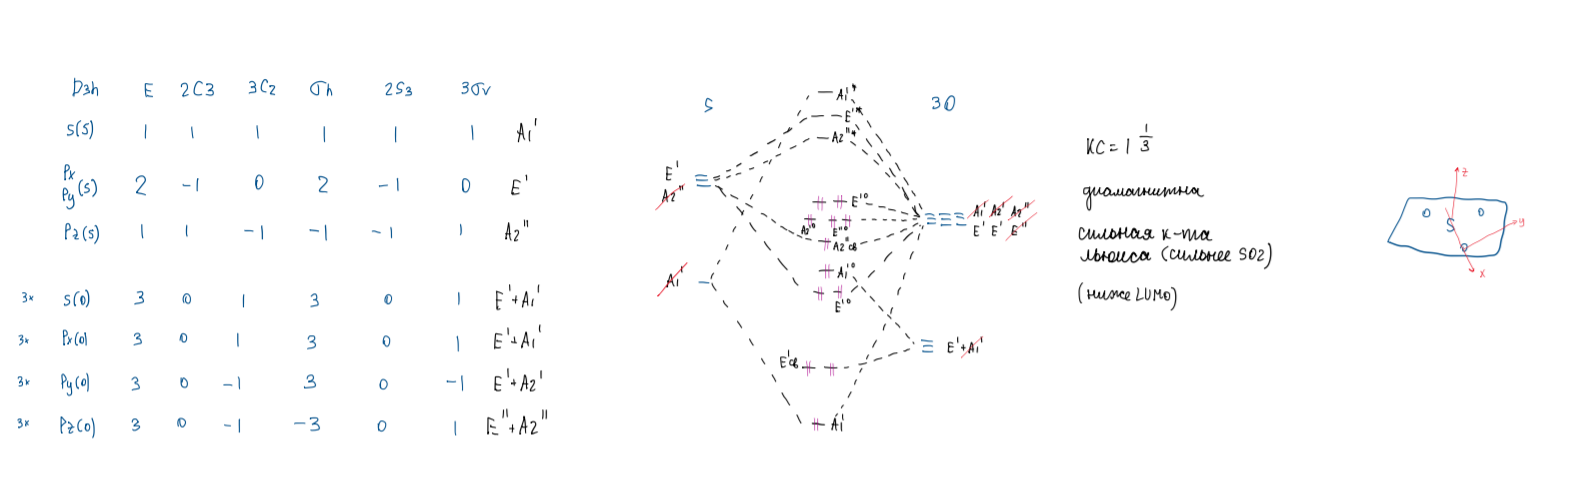 D3h E 2C3 3C2 σh 2S3 3σv
S(S) 1 1 1 1 1 1 A1'
Px
Py(S) 2 -1 0 2 -1 0 E'
Pz(S) 1 1 -1 -1 -1 1 A2''
3x S(O) 3 0 1 3 0 1 E'+A1'
3x Px(O) 3 0 1 3 0 1 E'+A1'
3x Py(O) 3 0 -1 3 0 -1 E'+A2'
3x Pz(O) 3 0 -1 -3 0 1 E''+A2''
S
3O
A1'*
E'*
A2''*
E'
A2''
E'°
A2'°
E''°
A2''св
A1' A2' A2''
E' E' E''
A1'
A1'°
E'°
E'св
E'+A1'
A1'
КС = 1 1/3
диамагнитна
сильная к-та
льюиса (сильнее SO2)
(ниже LUMO)
z
O O
S
y
O
x